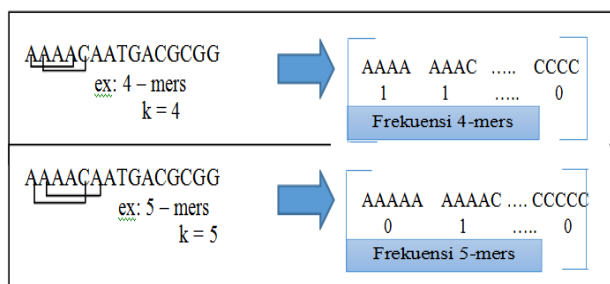 AAAACAATGACGCGG
ex: 4 – mers
k = 4
AAAA AAAC ….. CCCC
1 1 ….. 0
Frekuensi 4-mers
AAAACAATGACGCGG
ex: 5 – mers
k = 5
AAAAA AAAAC …. CCCCC
0 1 ….. 0
Frekuensi 5-mers